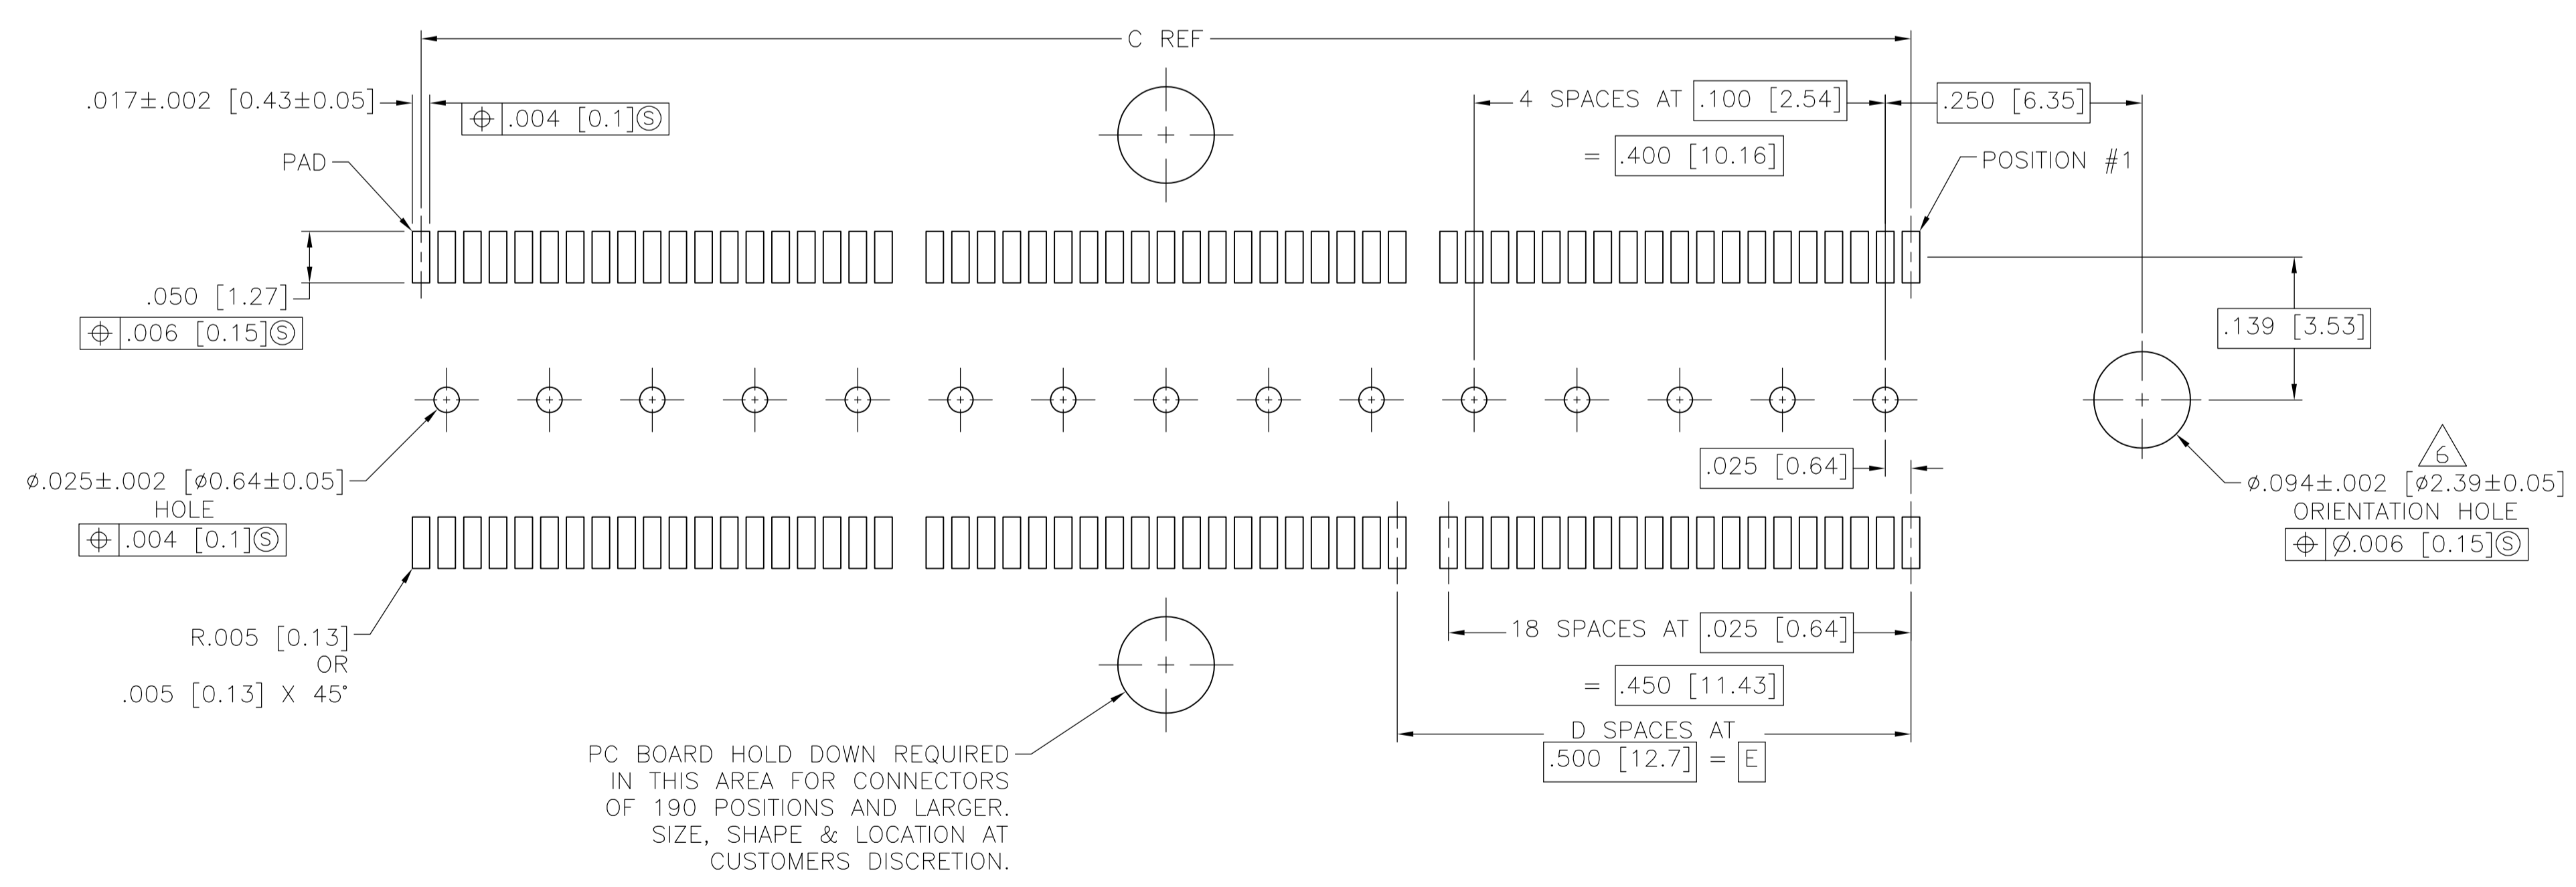 C REF
.017±.002 [0.43±0.05]
⌖ .004 [0.1]Ⓢ
4 SPACES AT .100 [2.54]
= .400 [10.16]
.250 [6.35]
PAD
POSITION #1
.050 [1.27]
⌖ .006 [0.15]Ⓢ
.139 [3.53]
ø.025±.002 [ø0.64±0.05]
HOLE
⌖ .004 [0.1]Ⓢ
.025 [0.64]
6
ø.094±.002 [ø2.39±0.05]
ORIENTATION HOLE
⌖ Ø.006 [0.15]Ⓢ
R.005 [0.13]
OR
.005 [0.13] X 45°
18 SPACES AT .025 [0.64]
= .450 [11.43]
D SPACES AT
.500 [12.7] = E
PC BOARD HOLD DOWN REQUIRED
IN THIS AREA FOR CONNECTORS
OF 190 POSITIONS AND LARGER.
SIZE, SHAPE & LOCATION AT
CUSTOMERS DISCRETION.